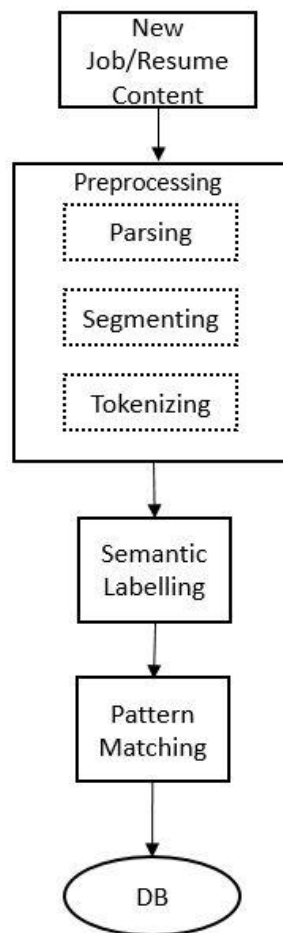 New
Job/Resume
Content
Preprocessing
Parsing
Segmenting
Tokenizing
Semantic
Labelling
Pattern
Matching
DB